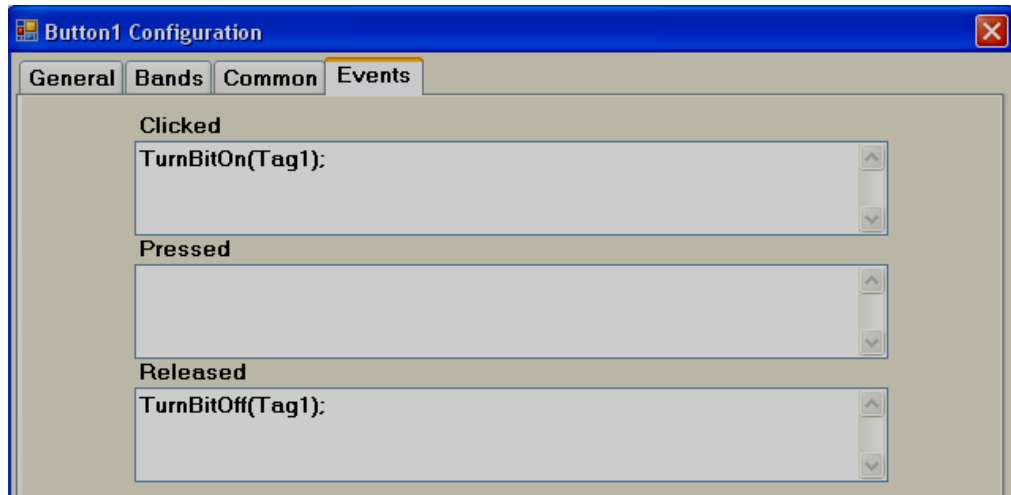 Button1 Configuration
General Bands Common Events
Clicked
TurnBitOn(Tag1);
Pressed
Released
TurnBitOff(Tag1);